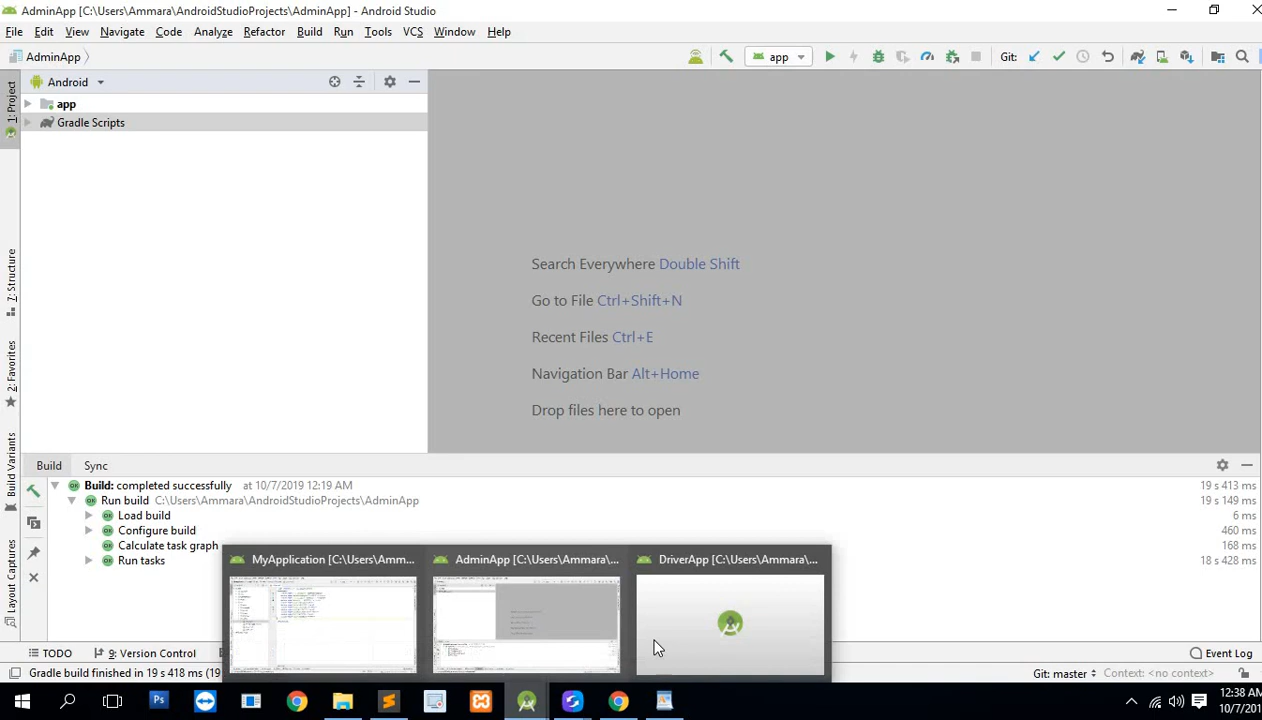 AdminApp [C:\Users\Ammara\AndroidStudioProjects\AdminApp] - Android Studio
File Edit View Navigate Code Analyze Refactor Build Run Tools VCS Window Help
AdminApp app Git:
1: Project
Android
app
Gradle Scripts
Z: Structure
2: Favorites
Build Variants
Layout Captures
Search Everywhere Double Shift
Go to File Ctrl+Shift+N
Recent Files Ctrl+E
Navigation Bar Alt+Home
Drop files here to open
Build Sync
Build: completed successfully at 10/7/2019 12:19 AM 19 s 413 ms
Run build C:\Users\Ammara\AndroidStudioProjects\AdminApp 19 s 149 ms
Load build 6 ms
Configure build 460 ms
Calculate task graph 168 ms
Run tasks 18 s 428 ms
MyApplication [C:\Users\Amm... AdminApp [C:\Users\Ammara\... DriverApp [C:\Users\Ammara\...
TODO 9: Version Control Event Log
Gradle build finished in 19 s 418 ms (19 Git: master Context: <no context>
Ps
12:38 AM
10/7/201